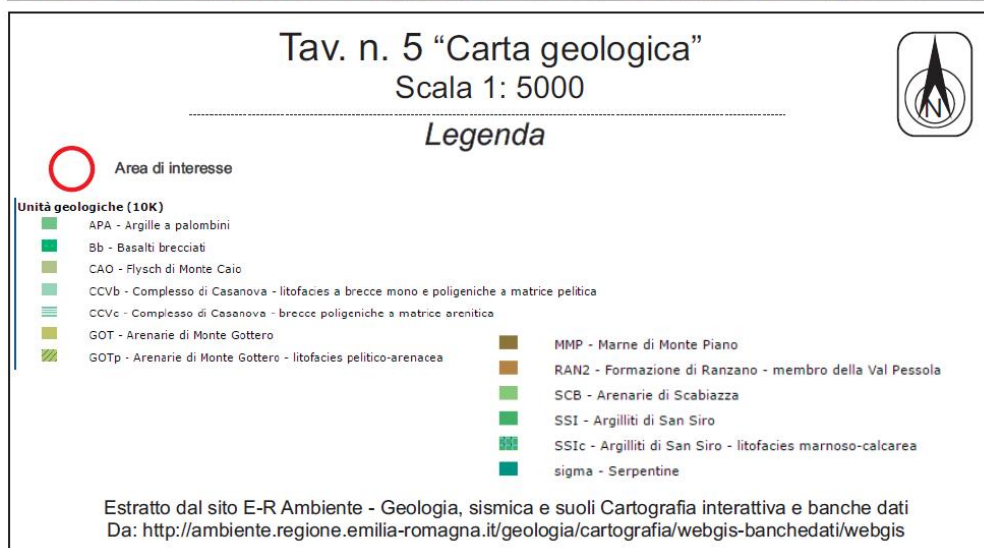 Tav. n. 5 “Carta geologica”
Scala 1: 5000
Legenda
N
Area di interesse
Unità geologiche (10K)
APA - Argille a palombini
Bb - Basalti brecciati
CAO - Flysch di Monte Caio
CCVb - Complesso di Casanova - litofacies a brecce mono e poligeniche a matrice pelitica
CCVc - Complesso di Casanova - brecce poligeniche a matrice arenitica
GOT - Arenarie di Monte Gottero
GOTp - Arenarie di Monte Gottero - litofacies pelitico-arenacea
MMP - Marne di Monte Piano
RAN2 - Formazione di Ranzano - membro della Val Pessola
SCB - Arenarie di Scabiazza
SSI - Argilliti di San Siro
SSIc - Argilliti di San Siro - litofacies marnoso-calcarea
sigma - Serpentine
Estratto dal sito E-R Ambiente - Geologia, sismica e suoli Cartografia interattiva e banche dati
Da: http://ambiente.regione.emilia-romagna.it/geologia/cartografia/webgis-banchedati/webgis